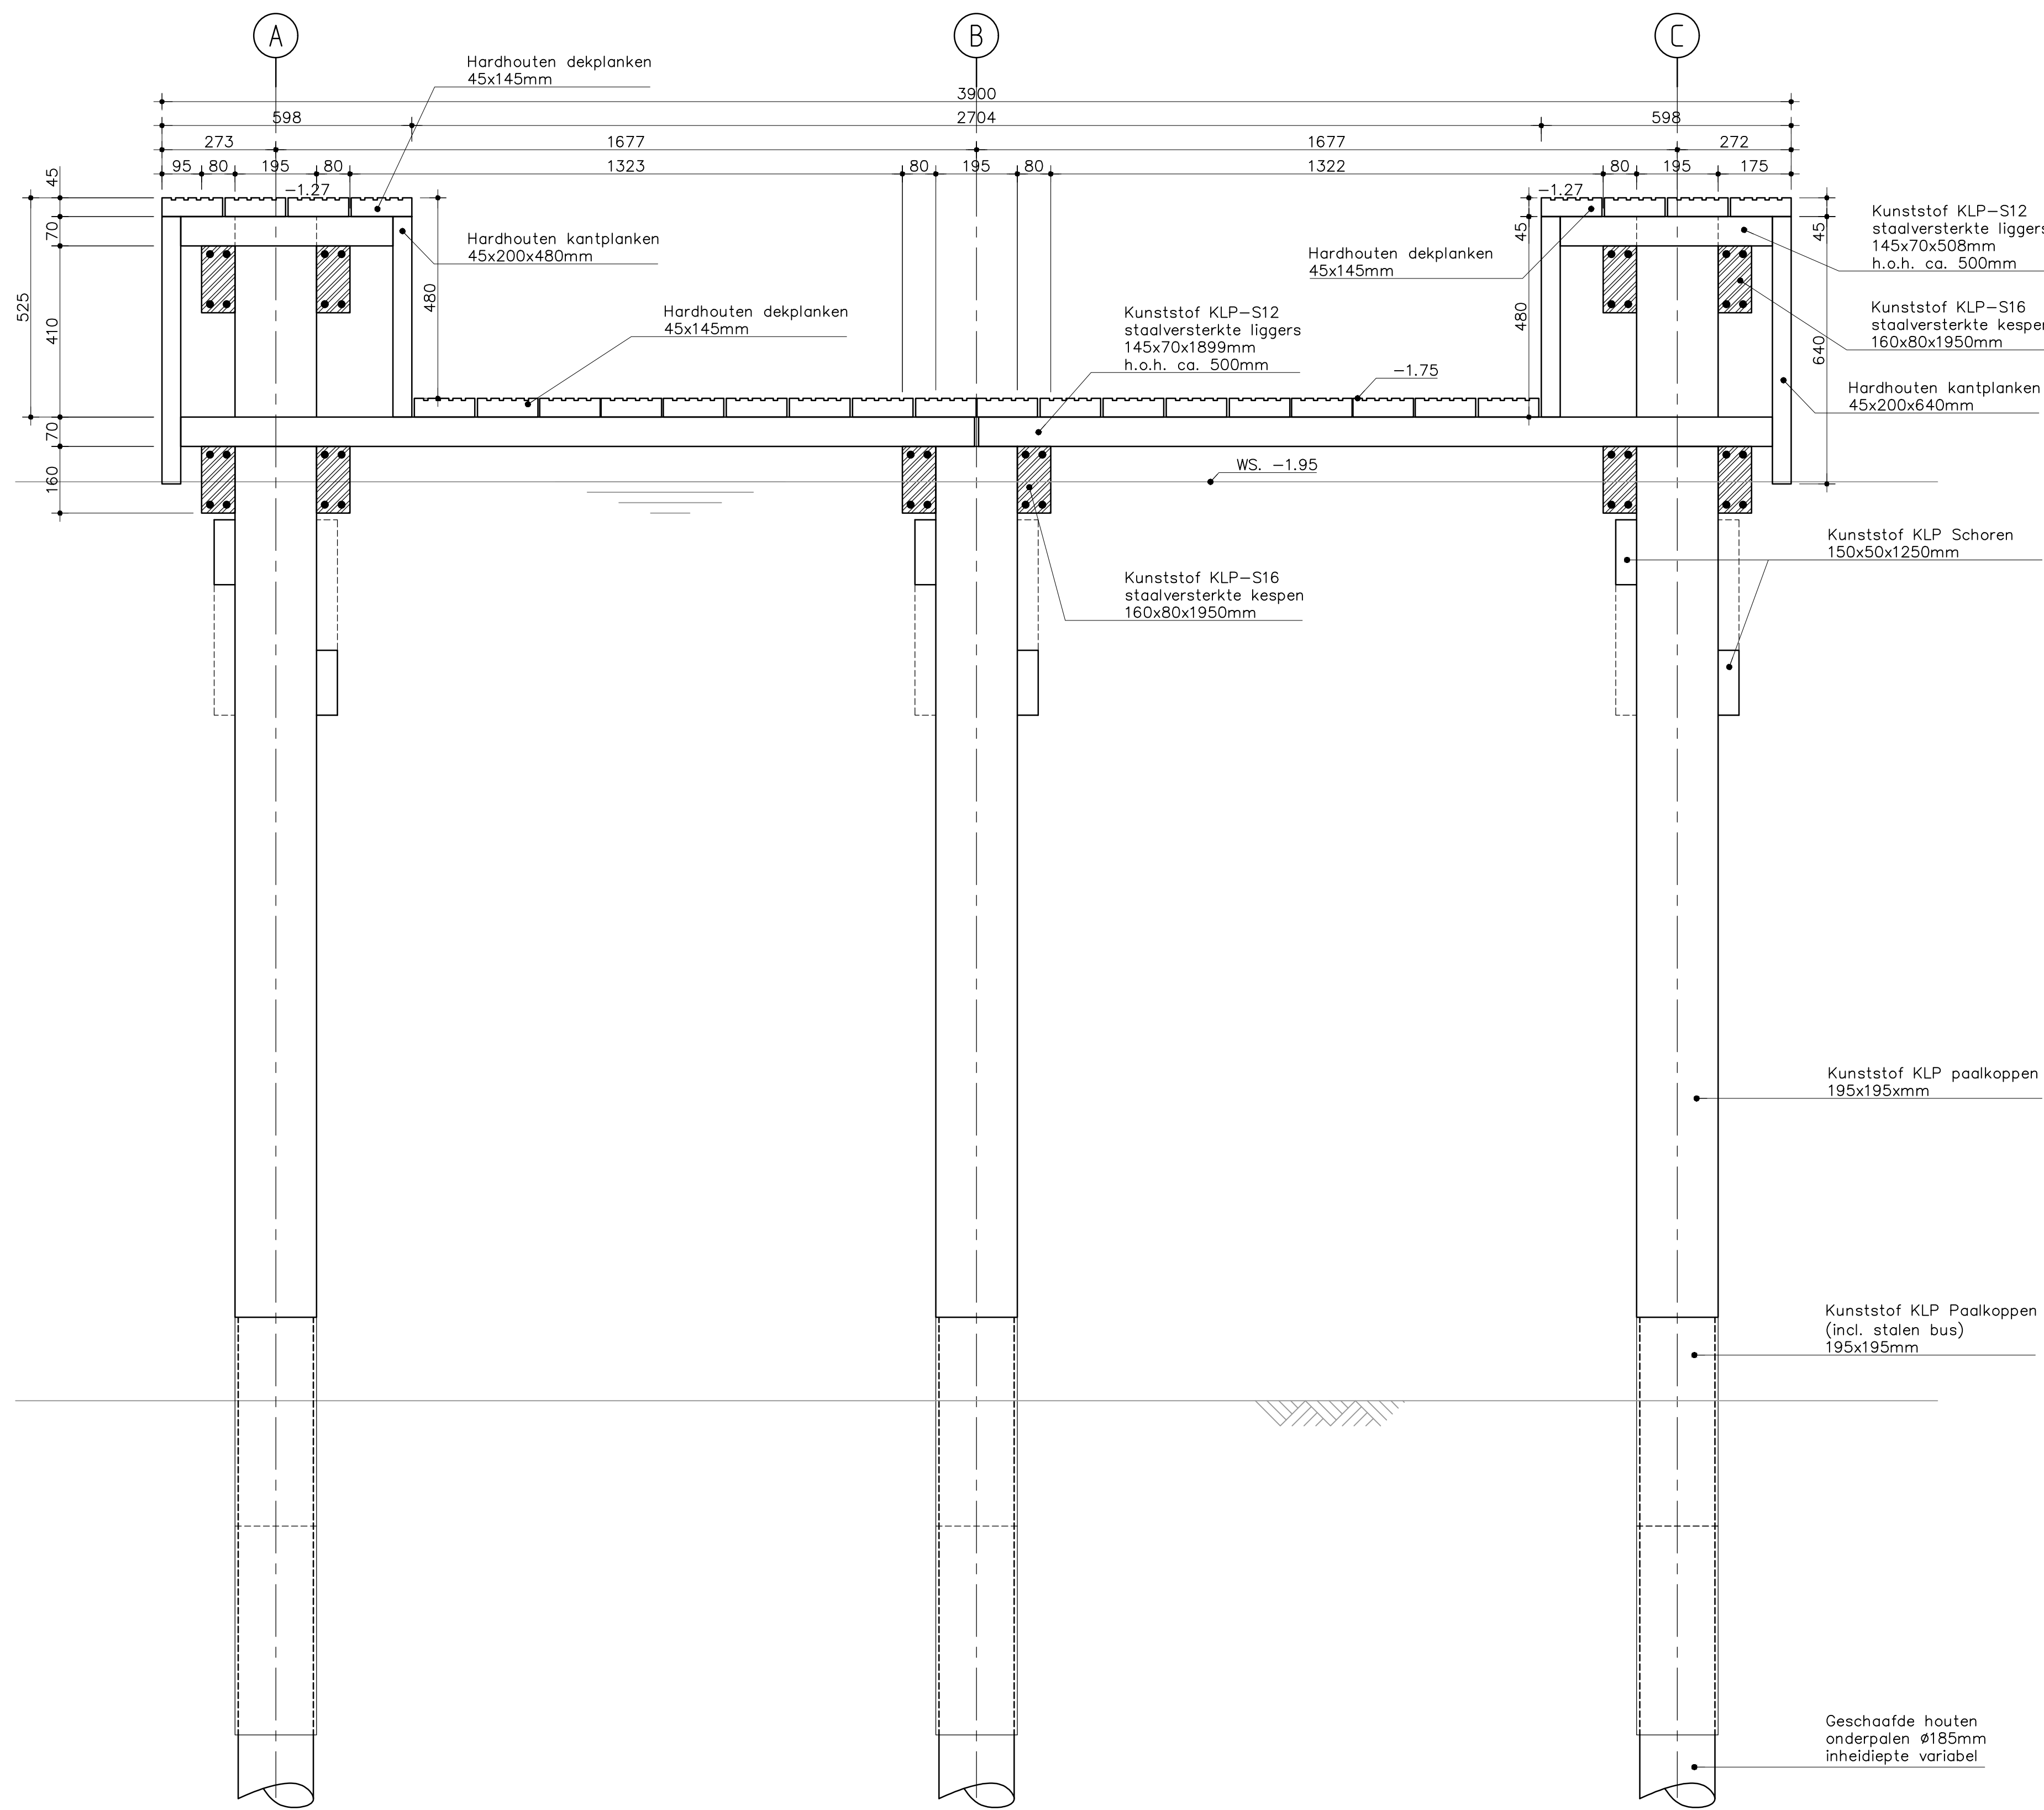 A
B
C
Hardhouten dekplanken
45x145mm
3900
598
2704
598
273
1677
1677
272
95
80
195
80
1323
80
195
80
1322
80
195
175
45
70
410
70
160
525
-1.27
480
-1.27
45
480
45
640
Hardhouten kantplanken
45x200x480mm
Hardhouten dekplanken
45x145mm
Kunststof KLP-S12
staalversterkte liggers
145x70x1899mm
h.o.h. ca. 500mm
Hardhouten dekplanken
45x145mm
-1.75
WS. -1.95
Kunststof KLP-S12
staalversterkte liggers
145x70x508mm
h.o.h. ca. 500mm
Kunststof KLP-S16
staalversterkte kespen
160x80x1950mm
Hardhouten kantplanken
45x200x640mm
Kunststof KLP Schoren
150x50x1250mm
Kunststof KLP-S16
staalversterkte kespen
160x80x1950mm
Kunststof KLP paalkoppen
195x195xmm
Kunststof KLP Paalkoppen
(incl. stalen bus)
195x195mm
Geschaafde houten
onderpalen ø185mm
inheidiepte variabel